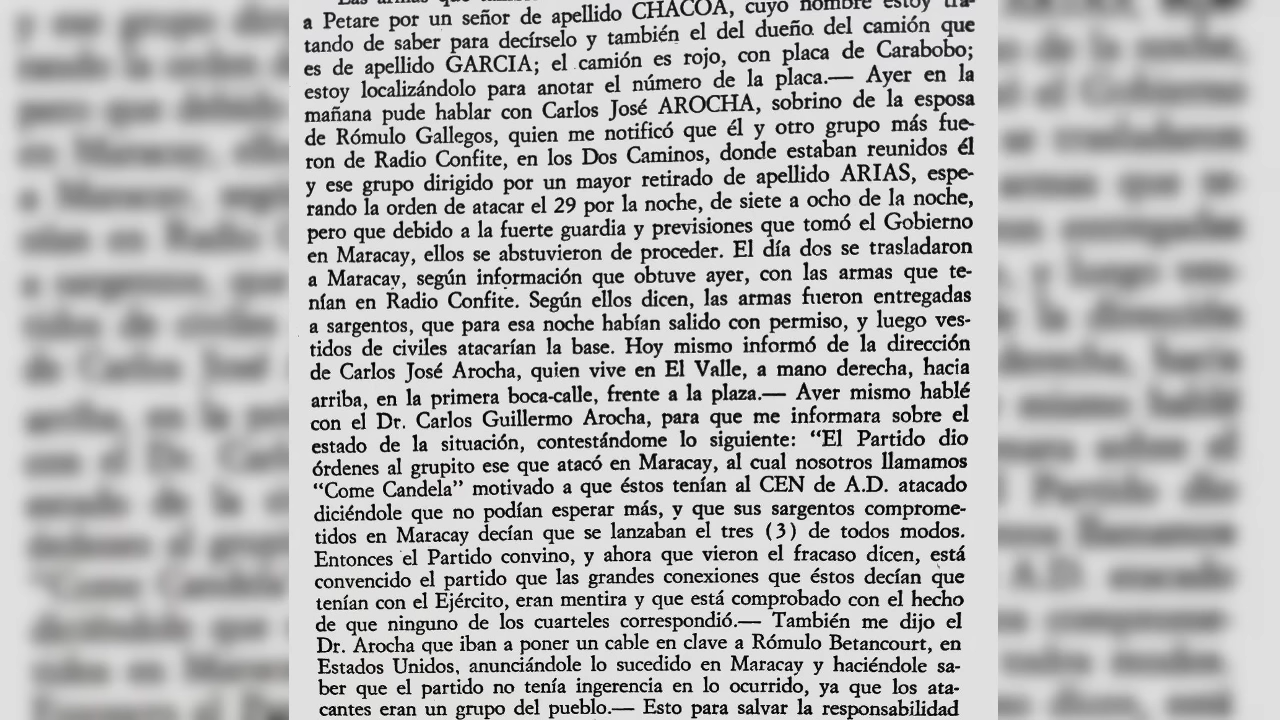 a Petare por un señor de apellido CHACOA, cuyo nombre estoy tra-
tando de saber para decírselo y también el del dueño del camión que
es de apellido GARCIA; el camión es rojo, con placa de Carabobo;
estoy localizándolo para anotar el número de la placa.— Ayer en la
mañana pude hablar con Carlos José AROCHA, sobrino de la esposa
de Rómulo Gallegos, quien me notificó que él y otro grupo más fue-
ron de Radio Confite, en los Dos Caminos, donde estaban reunidos él
y ese grupo dirigido por un mayor retirado de apellido ARIAS, espe-
rando la orden de atacar el 29 por la noche, de siete a ocho de la noche,
pero que debido a la fuerte guardia y previsiones que tomó el Gobierno
en Maracay, ellos se abstuvieron de proceder. El día dos se trasladaron
a Maracay, según información que obtuve ayer, con las armas que te-
nían en Radio Confite. Según ellos dicen, las armas fueron entregadas
a sargentos, que para esa noche habían salido con permiso, y luego ves-
tidos de civiles atacarían la base. Hoy mismo informó de la dirección
de Carlos José Arocha, quien vive en El Valle, a mano derecha, hacia
arriba, en la primera boca-calle, frente a la plaza.— Ayer mismo hablé
con el Dr. Carlos Guillermo Arocha, para que me informara sobre el
estado de la situación, contestándome lo siguiente: “El Partido dio
órdenes al grupito ese que atacó en Maracay, al cual nosotros llamamos
“Come Candela” motivado a que éstos tenían al CEN de A.D. atacado
diciéndole que no podían esperar más, y que sus sargentos comprome-
tidos en Maracay decían que se lanzaban el tres (3) de todos modos.
Entonces el Partido convino, y ahora que vieron el fracaso dicen, está
convencido el partido que las grandes conexiones que éstos decían que
tenían con el Ejército, eran mentira y que está comprobado con el hecho
de que ninguno de los cuarteles correspondió.— También me dijo el
Dr. Arocha que iban a poner un cable en clave a Rómulo Betancourt, en
Estados Unidos, anunciándole lo sucedido en Maracay y haciéndole sa-
ber que el partido no tenía ingerencia en lo ocurrido, ya que los ata-
cantes eran un grupo del pueblo.— Esto para salvar la responsabilidad